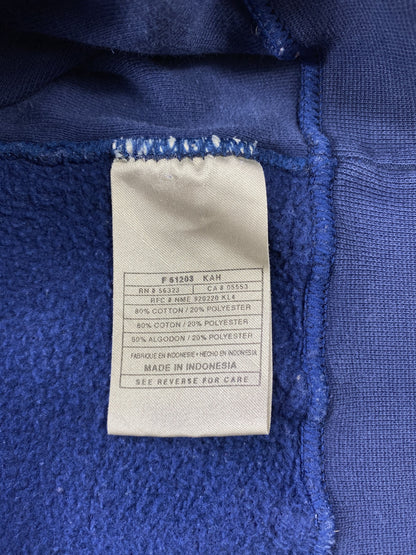 F 51203 KAH
RN # 56323 CA # 05553
RFC # NME 920220 KL4
80% COTTON / 20% POLYESTER
80% COTON / 20% POLYESTER
80% ALGODON / 20% POLYESTER
FABRIQUE EN INDONESIE • HECHO EN INDONESIA
MADE IN INDONESIA
SEE REVERSE FOR CARE